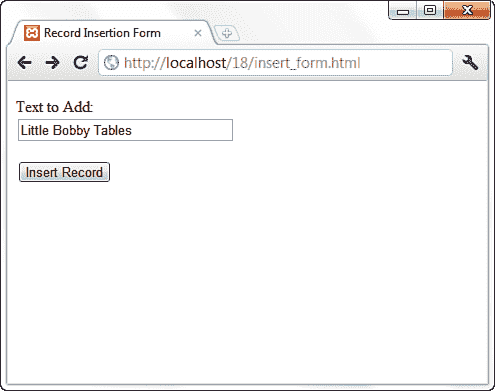 Record Insertion Form
http://localhost/18/insert_form.html
Text to Add:
Little Bobby Tables
Insert Record